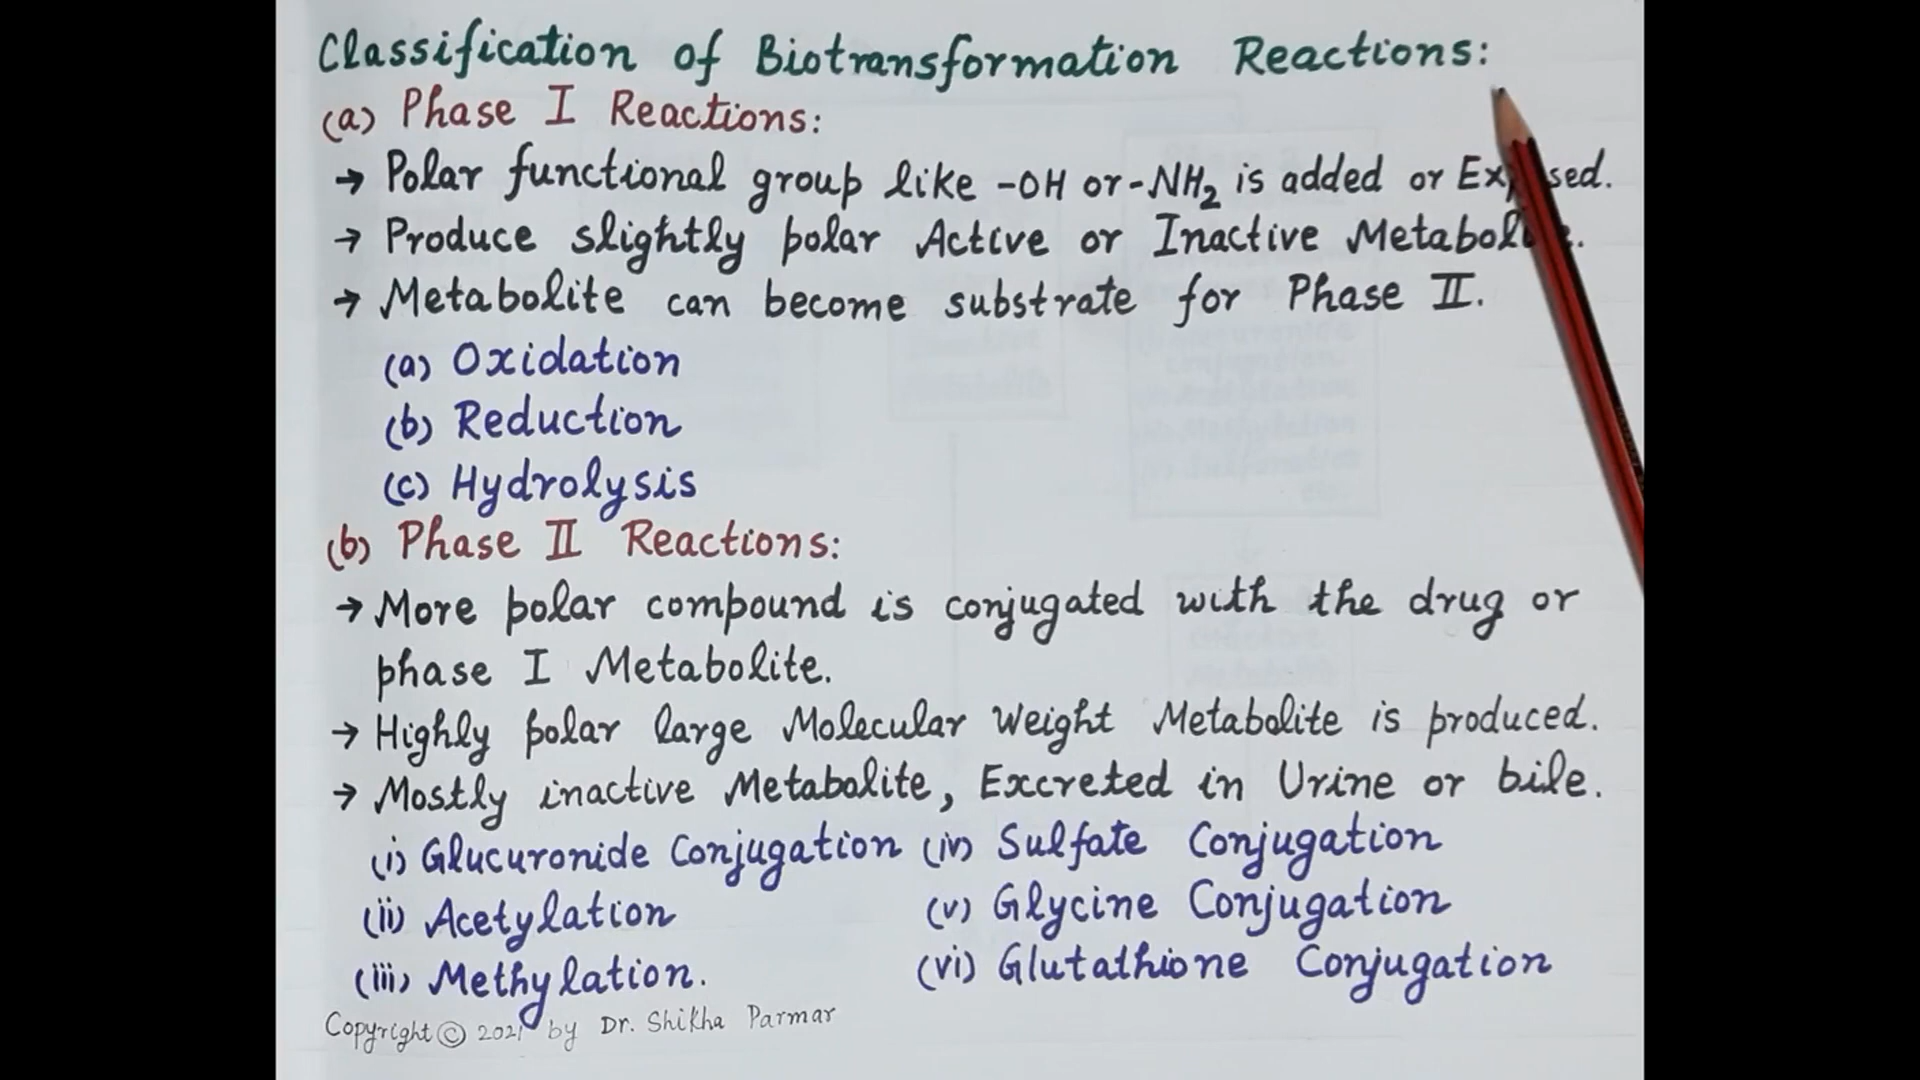 Classification of Biotransformation Reactions:
(a) Phase I Reactions:
→ Polar functional group like -OH or -NH₂ is added or
→ Produce slightly polar Active or Inactive
→ Metabolite can become substrate for Phase II.
(a) Oxidation
(b) Reduction
(c) Hydrolysis
(b) Phase II Reactions:
→ More polar compound is conjugated with the drug or
phase I Metabolite.
→ Highly polar large Molecular Weight Metabolite is produced.
→ Mostly inactive Metabolite, Excreted in Urine or bile.
(i) Glucuronide Conjugation (iv) Sulfate Conjugation
(ii) Acetylation (v) Glycine Conjugation
(iii) Methylation. (vi) Glutathione Conjugation
Copyright © 2021 by Dr. Shikha Parmar